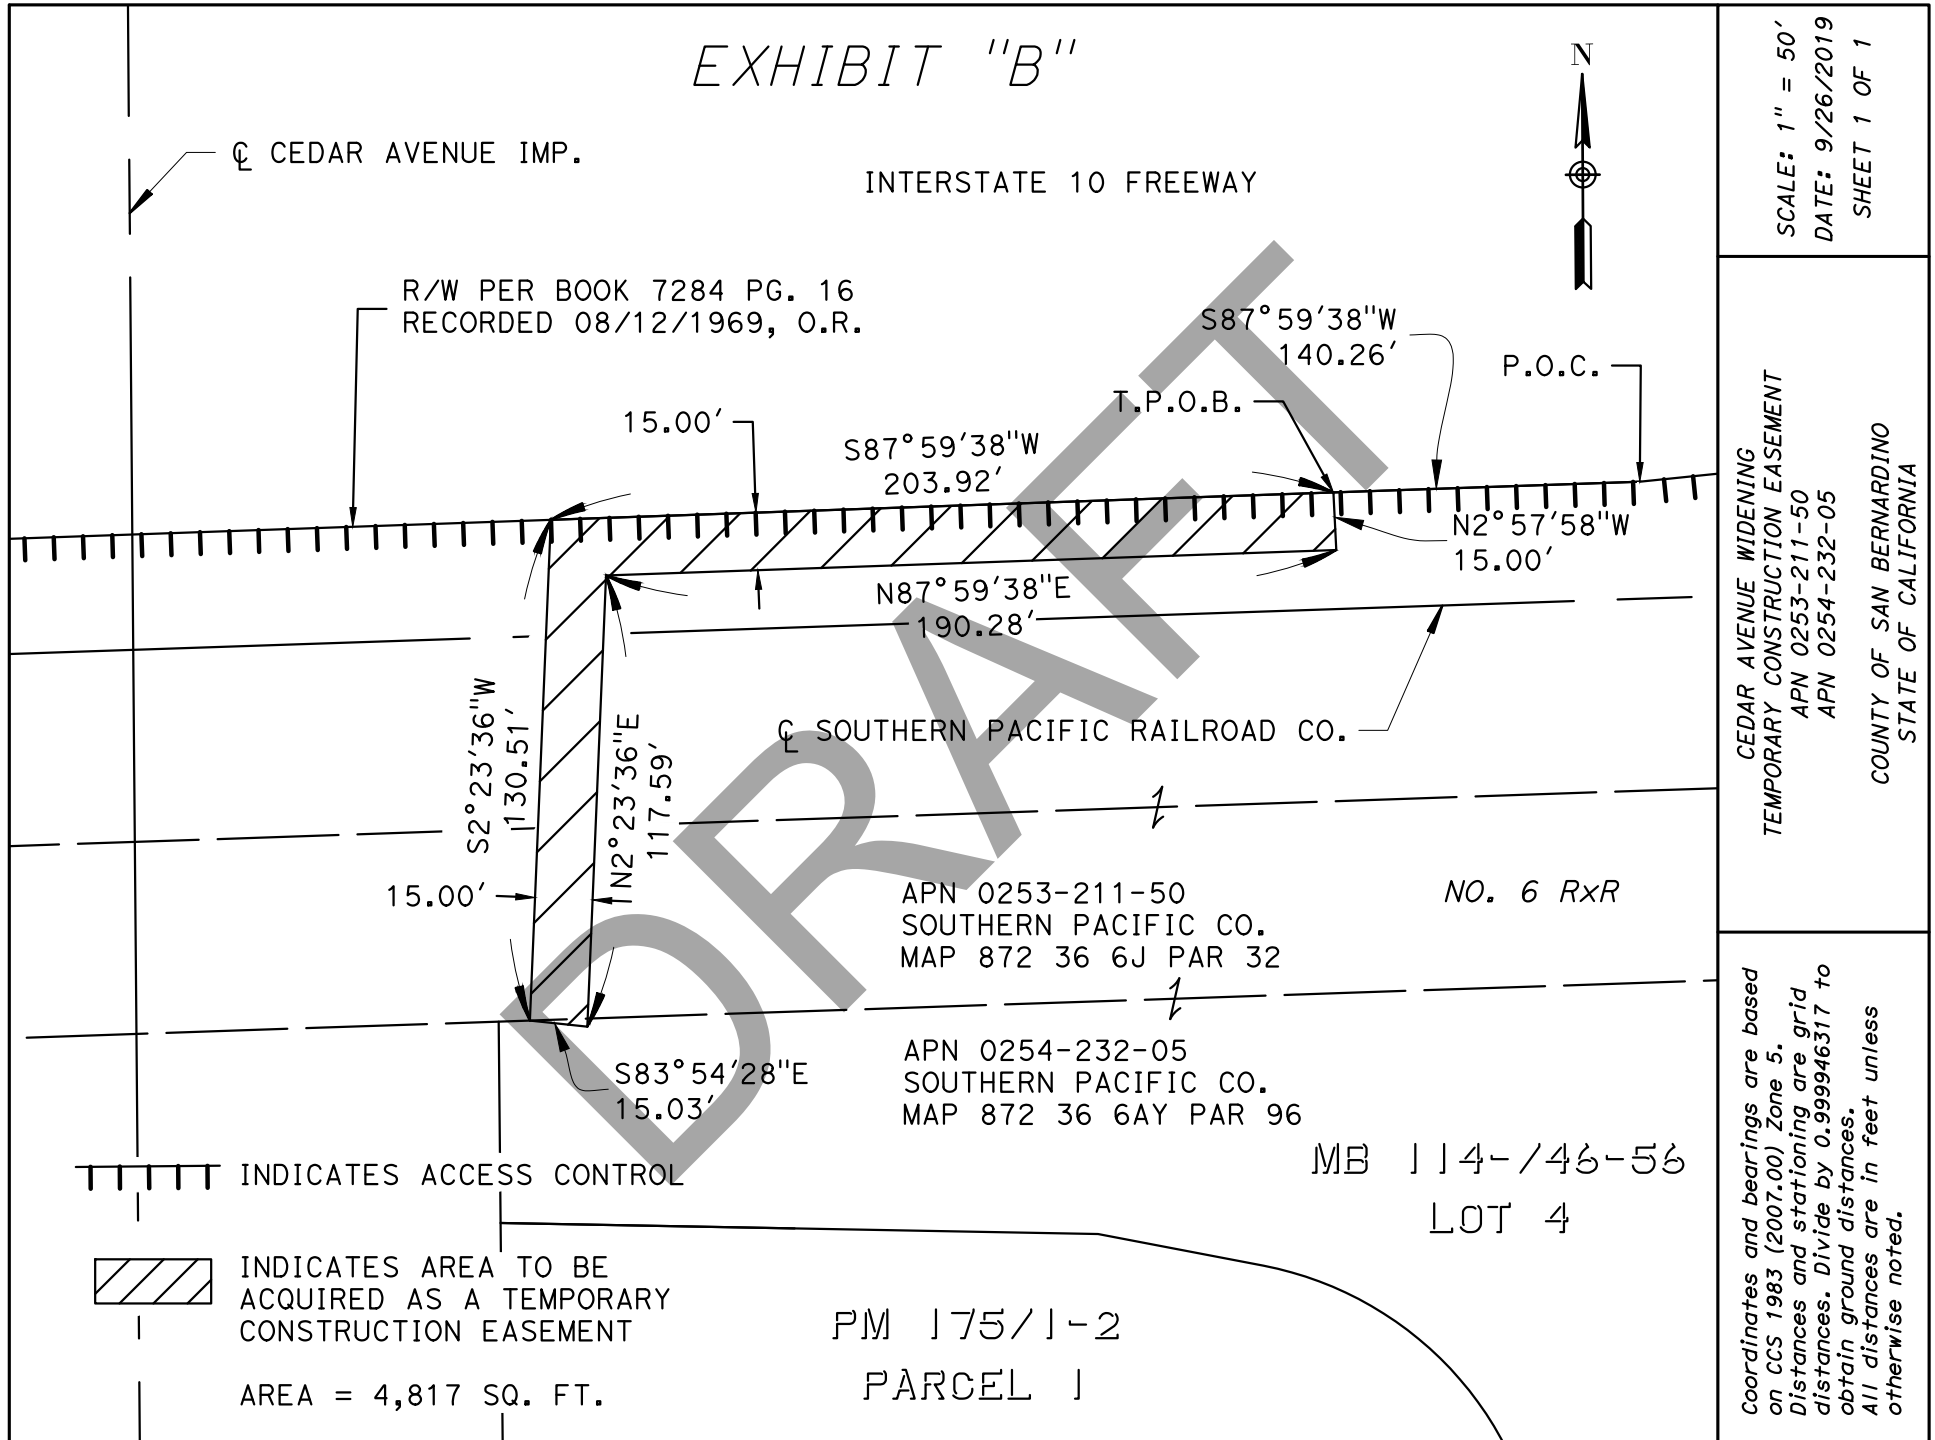 EXHIBIT "B"
N
℄ CEDAR AVENUE IMP.
INTERSTATE 10 FREEWAY
R/W PER BOOK 7284 PG. 16
RECORDED 08/12/1969, O.R.
S87°59'38"W
140.26'
P.O.C.
T.P.O.B.
15.00'
S87°59'38"W
203.92'
N2°57'58"W
15.00'
N87°59'38"E
190.28'
S2°23'36"W
130.51'
N2°23'36"E
117.59'
℄ SOUTHERN PACIFIC RAILROAD CO.
15.00'
APN 0253-211-50
SOUTHERN PACIFIC CO.
MAP 872 36 6J PAR 32
NO. 6 RxR
S83°54'28"E
15.03'
APN 0254-232-05
SOUTHERN PACIFIC CO.
MAP 872 36 6AY PAR 96
MB 114-/46-56
LOT 4
INDICATES ACCESS CONTROL
INDICATES AREA TO BE
ACQUIRED AS A TEMPORARY
CONSTRUCTION EASEMENT
AREA = 4,817 SQ. FT.
PM 175/1-2
PARCEL 1
DRAFT
SCALE: 1" = 50'
DATE: 9/26/2019
SHEET 1 OF 1
CEDAR AVENUE WIDENING
TEMPORARY CONSTRUCTION EASEMENT
APN 0253-211-50
APN 0254-232-05
COUNTY OF SAN BERNARDINO
STATE OF CALIFORNIA
Coordinates and bearings are based
on CCS 1983 (2007.00) Zone 5.
Distances and stationing are grid
distances. Divide by 0.999946317 to
obtain ground distances.
All distances are in feet unless
otherwise noted.